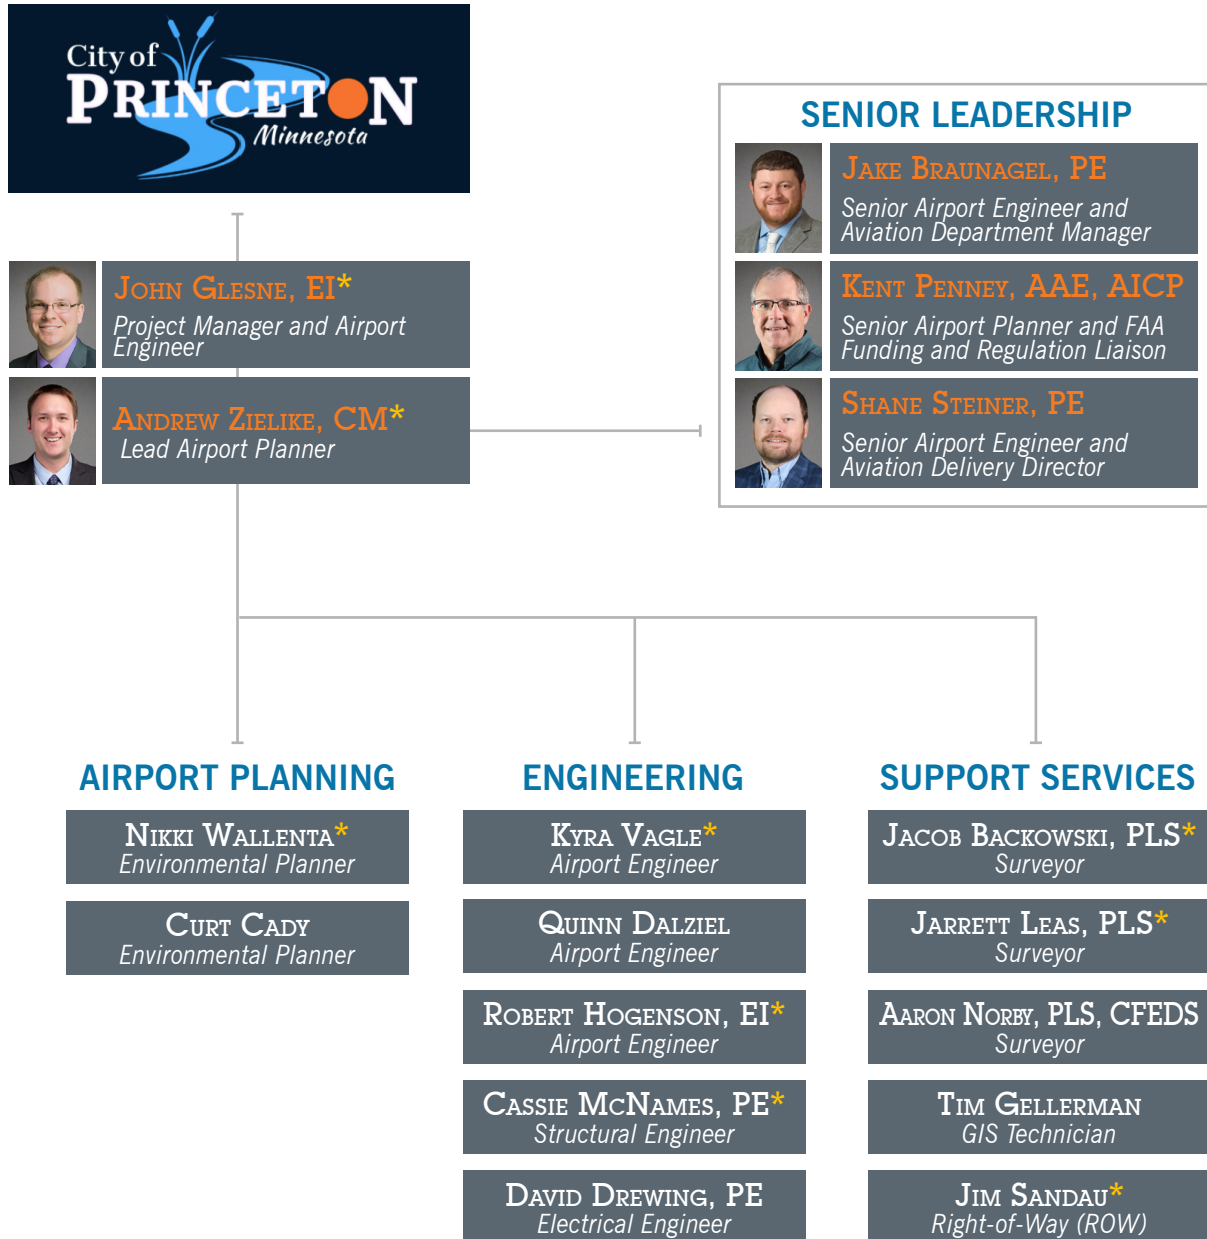 City of
PRINCETON
Minnesota
SENIOR LEADERSHIP
JAKE BRAUNAGEL, PE
Senior Airport Engineer and
Aviation Department Manager
KENT PENNEY, AAE, AICP
Senior Airport Planner and FAA
Funding and Regulation Liaison
SHANE STEINER, PE
Senior Airport Engineer and
Aviation Delivery Director
JOHN GLESNE, EI*
Project Manager and Airport
Engineer
ANDREW ZIELIKE, CM*
Lead Airport Planner
AIRPORT PLANNING
NIKKI WALLENTA*
Environmental Planner
CURT CADY
Environmental Planner
ENGINEERING
KYRA VAGLE*
Airport Engineer
QUINN DALZIEL
Airport Engineer
ROBERT HOGENSON, EI*
Airport Engineer
CASSIE MCNAMES, PE*
Structural Engineer
DAVID DREWING, PE
Electrical Engineer
SUPPORT SERVICES
JACOB BACKOWSKI, PLS*
Surveyor
JARRETT LEAS, PLS*
Surveyor
AARON NORBY, PLS, CFEDS
Surveyor
TIM GELLERMAN
GIS Technician
JIM SANDAU*
Right-of-Way (ROW)